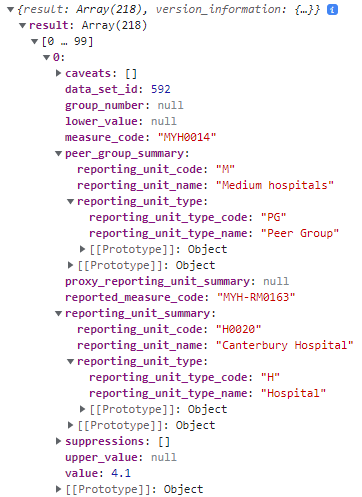 {result: Array(218), version_information: {…}}
result: Array(218)
[0 … 99]
0:
caveats: []
data_set_id: 592
group_number: null
lower_value: null
measure_code: "MYH0014"
peer_group_summary:
reporting_unit_code: "M"
reporting_unit_name: "Medium hospitals"
reporting_unit_type:
reporting_unit_type_code: "PG"
reporting_unit_type_name: "Peer Group"
[[Prototype]]: Object
[[Prototype]]: Object
proxy_reporting_unit_summary: null
reported_measure_code: "MYH-RM0163"
reporting_unit_summary:
reporting_unit_code: "H0020"
reporting_unit_name: "Canterbury Hospital"
reporting_unit_type:
reporting_unit_type_code: "H"
reporting_unit_type_name: "Hospital"
[[Prototype]]: Object
[[Prototype]]: Object
suppressions: []
upper_value: null
value: 4.1
[[Prototype]]: Object